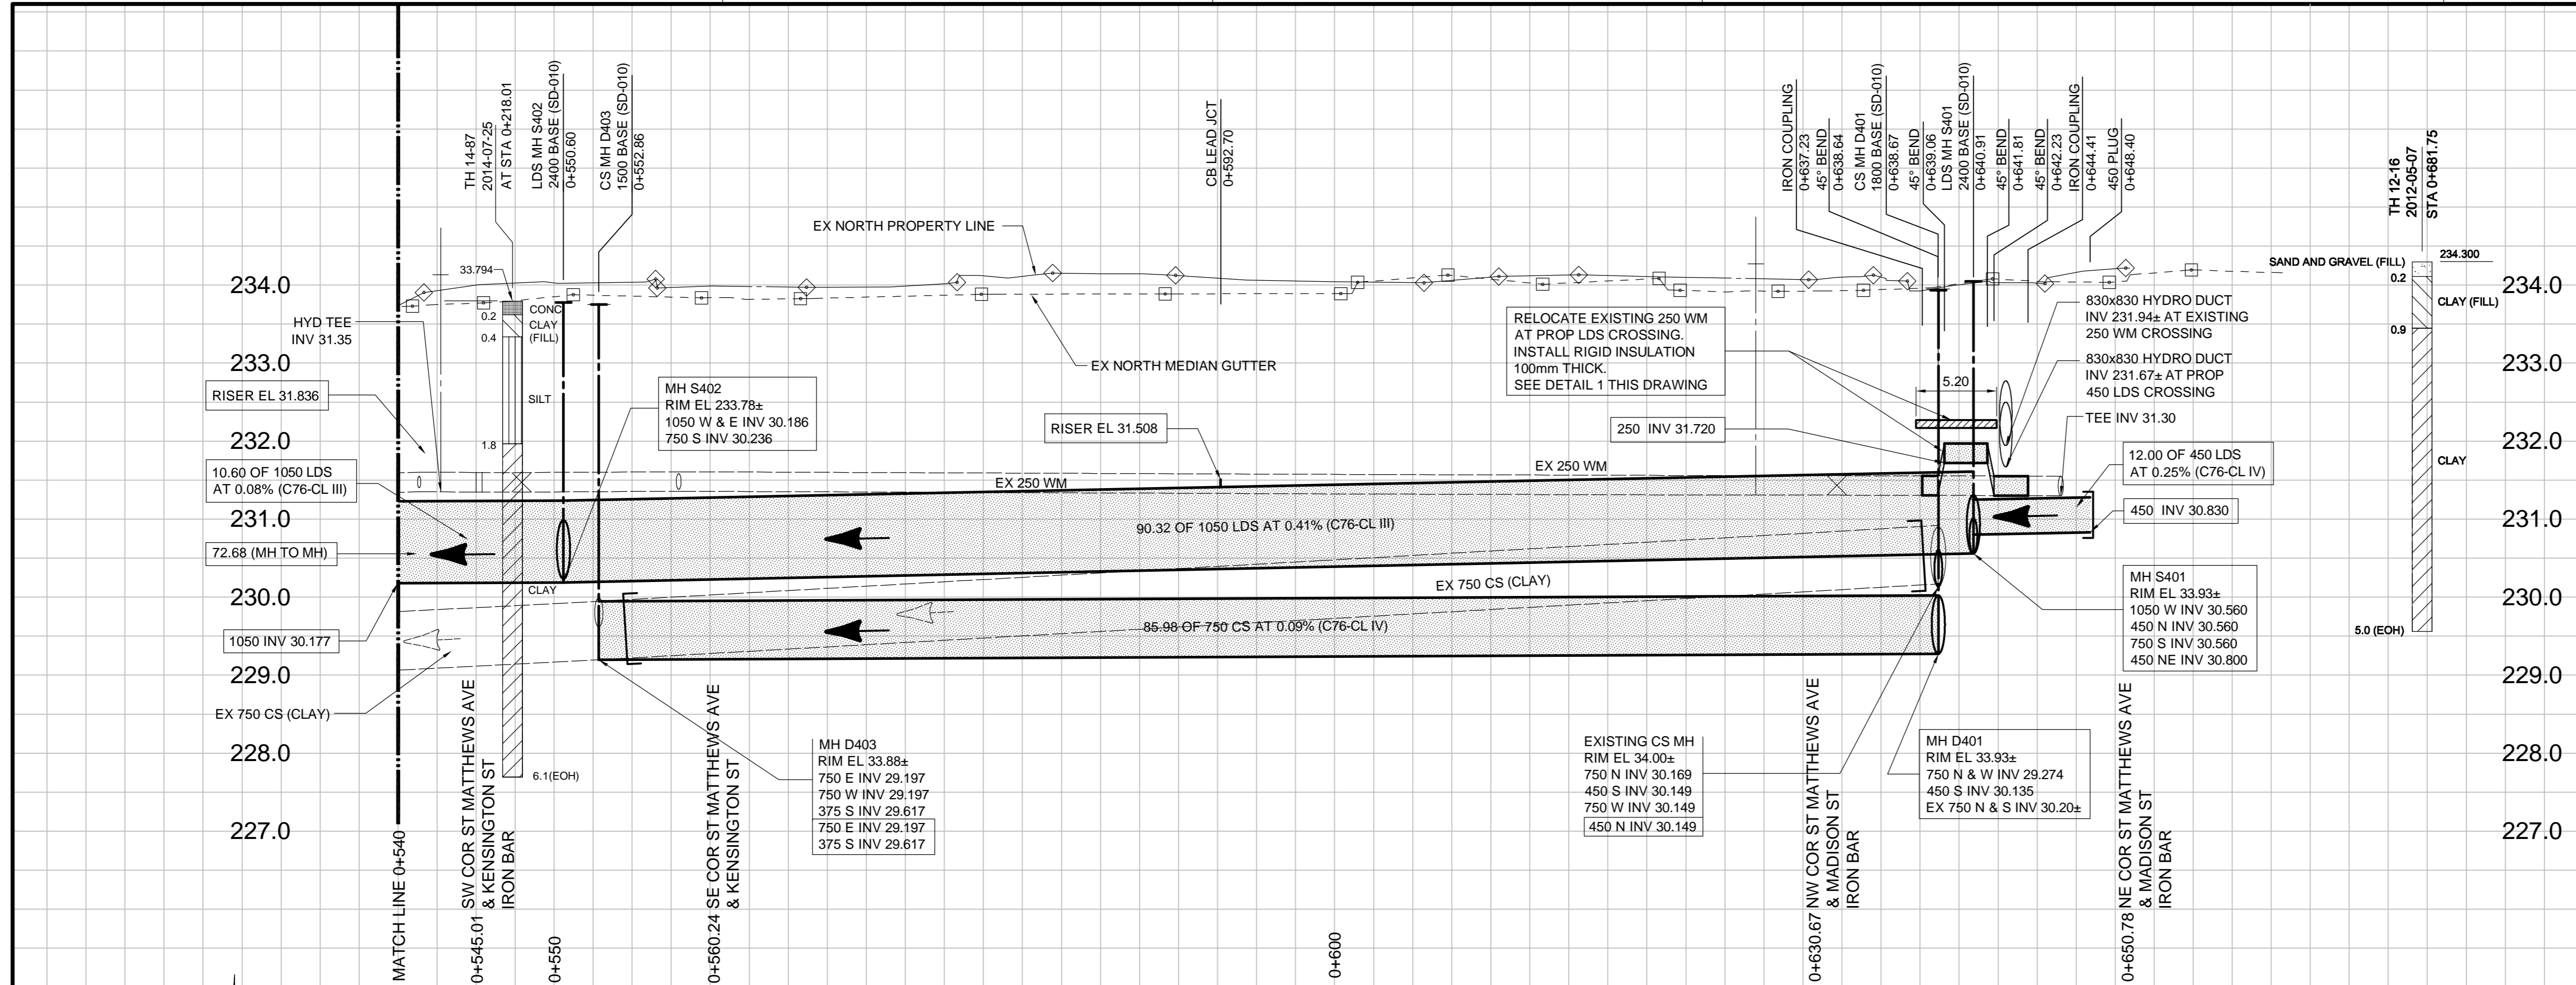 TH 14-87
2014-07-25
AT STA 0+218.01
LDS MH S402
2400 BASE (SD-010)
0+550.60
CS MH D403
1500 BASE (SD-010)
0+552.86
CB LEAD JCT
0+592.70
IRON COUPLING
0+637.23
45° BEND
0+638.64
CS MH D401
1800 BASE (SD-010)
0+638.67
45° BEND
0+639.06
LDS MH S401
2400 BASE (SD-010)
0+640.91
45° BEND
0+641.81
45° BEND
0+642.23
IRON COUPLING
0+644.41
450 PLUG
0+648.40
TH 12-16
2012-05-07
STA 0+681.75
234.0
233.0
232.0
231.0
230.0
229.0
228.0
227.0
33.794
CONC
0.2
CLAY
(FILL)
0.4
SILT
1.8
CLAY
6.1(EOH)
HYD TEE
INV 31.35
RISER EL 31.836
10.60 OF 1050 LDS
AT 0.08% (C76-CL III)
72.68 (MH TO MH)
1050 INV 30.177
EX 750 CS (CLAY)
EX NORTH PROPERTY LINE
EX NORTH MEDIAN GUTTER
MH S402
RIM EL 233.78±
1050 W & E INV 30.186
750 S INV 30.236
RISER EL 31.508
EX 250 WM
EX 250 WM
90.32 OF 1050 LDS AT 0.41% (C76-CL III)
EX 750 CS (CLAY)
85.98 OF 750 CS AT 0.09% (C76-CL IV)
RELOCATE EXISTING 250 WM
AT PROP LDS CROSSING.
INSTALL RIGID INSULATION
100mm THICK.
SEE DETAIL 1 THIS DRAWING
250 INV 31.720
5.20
830x830 HYDRO DUCT
INV 231.94± AT EXISTING
250 WM CROSSING
830x830 HYDRO DUCT
INV 231.67± AT PROP
450 LDS CROSSING
TEE INV 31.30
12.00 OF 450 LDS
AT 0.25% (C76-CL IV)
450 INV 30.830
MH S401
RIM EL 33.93±
1050 W INV 30.560
450 N INV 30.560
750 S INV 30.560
450 NE INV 30.800
SAND AND GRAVEL (FILL)
234.300
0.2
CLAY (FILL)
0.9
CLAY
5.0 (EOH)
234.0
233.0
232.0
231.0
230.0
229.0
228.0
227.0
MH D403
RIM EL 33.88±
750 E INV 29.197
750 W INV 29.197
375 S INV 29.617
750 E INV 29.197
375 S INV 29.617
EXISTING CS MH
RIM EL 34.00±
750 N INV 30.169
450 S INV 30.149
750 W INV 30.149
450 N INV 30.149
MH D401
RIM EL 33.93±
750 N & W INV 29.274
450 S INV 30.135
EX 750 N & S INV 30.20±
MATCH LINE 0+540
0+545.01 SW COR ST MATTHEWS AVE
& KENSINGTON ST
IRON BAR
0+550
0+560.24 SE COR ST MATTHEWS AVE
& KENSINGTON ST
0+600
0+630.67 NW COR ST MATTHEWS AVE
& MADISON ST
IRON BAR
0+650.78 NE COR ST MATTHEWS AVE
& MADISON ST
IRON BAR